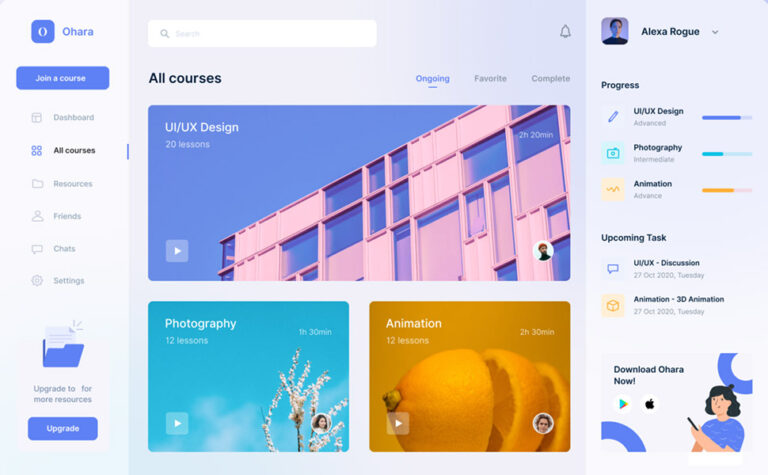 O
Ohara
Join a course
Dashboard
All courses
Resources
Friends
Chats
Settings
Upgrade to for
more resources
Upgrade
Search
All courses
Ongoing
Favorite
Complete
UI/UX Design
20 lessons
2h 20min
Photography
12 lessons
1h 30min
Animation
12 lessons
2h 30min
Alexa Rogue
Progress
UI/UX Design
Advanced
Photography
Intermediate
Animation
Advance
Upcoming Task
UI/UX - Discussion
27 Oct 2020, Tuesday
Animation - 3D Animation
27 Oct 2020, Tuesday
Download Ohara
Now!